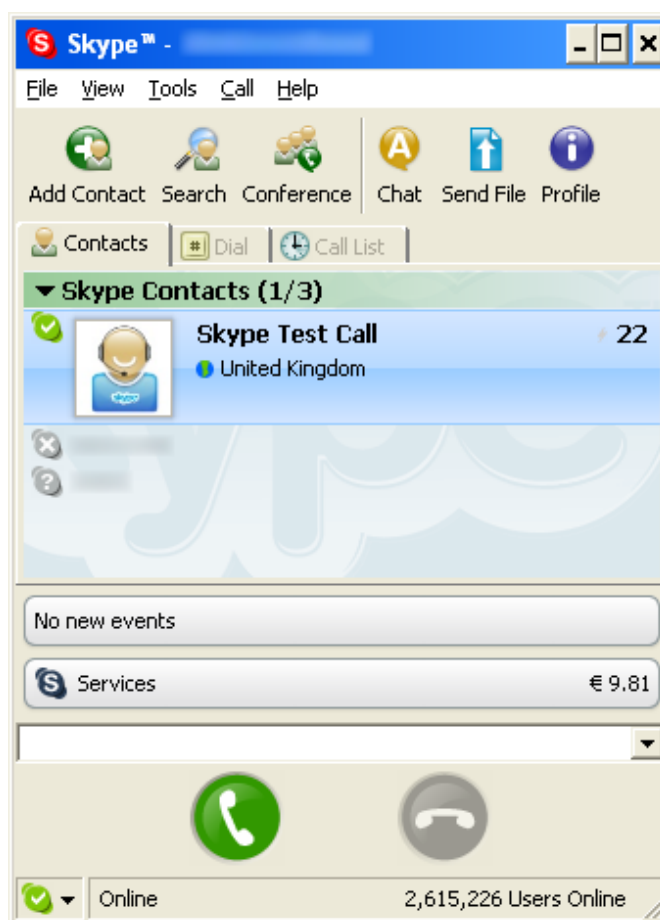 Skype™ -
File View Tools Call Help
Add Contact Search Conference Chat Send File Profile
Contacts # Dial Call List
Skype Contacts (1/3)
Skype Test Call 22
United Kingdom
skype
No new events
S Services € 9.81
Online 2,615,226 Users Online